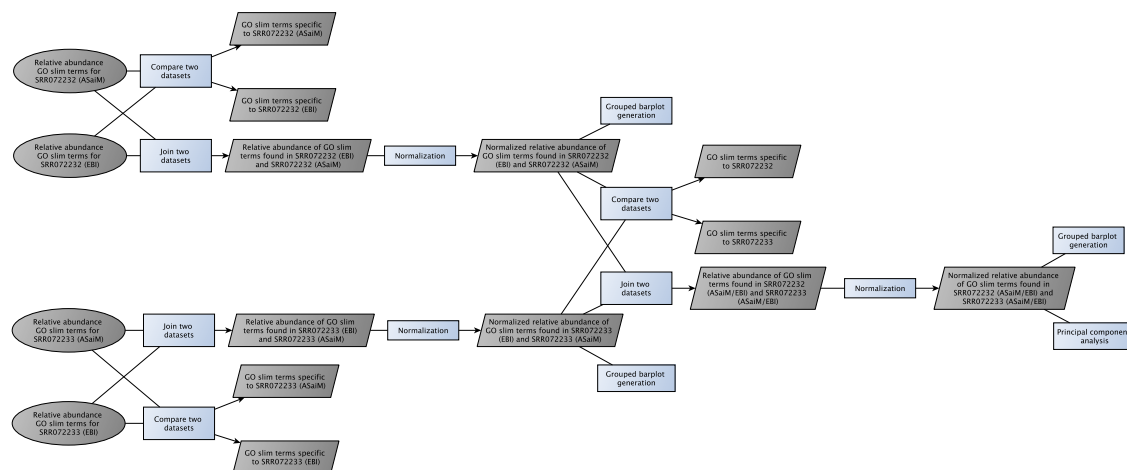 GO slim terms specific
to SRR072232 (ASaiM)
Relative abundance
GO slim terms for
SRR072232 (ASaiM)
Compare two
datasets
GO slim terms specific
to SRR072232 (EBI)
Relative abundance
GO slim terms for
SRR072232 (EBI)
Join two
datasets
Relative abundance of GO slim
terms found in SRR072232 (EBI)
and SRR072232 (ASaiM)
Normalization
Normalized relative abundance of
GO slim terms found in SRR072232
(EBI) and SRR072232 (ASaiM)
Grouped barplot
generation
GO slim terms specific
to SRR072232
Compare two
datasets
GO slim terms specific
to SRR072233
Join two
datasets
Relative abundance of GO slim
terms found in SRR072232
(ASaiM/EBI) and SRR072233
(ASaiM/EBI)
Normalization
Normalized relative abundance
of GO slim terms found in
SRR072232 (ASaiM/EBI) and
SRR072233 (ASaiM/EBI)
Grouped barplot
generation
Principal component
analysis
Relative abundance
GO slim terms for
SRR072233 (ASaiM)
Join two
datasets
Relative abundance of GO slim
terms found in SRR072233 (EBI)
and SRR072233 (ASaiM)
Normalization
Normalized relative abundance of
GO slim terms found in SRR072233
(EBI) and SRR072233 (ASaiM)
Grouped barplot
generation
GO slim terms specific
to SRR072233 (ASaiM)
Relative abundance
GO slim terms for
SRR072233 (EBI)
Compare two
datasets
GO slim terms specific
to SRR072233 (EBI)